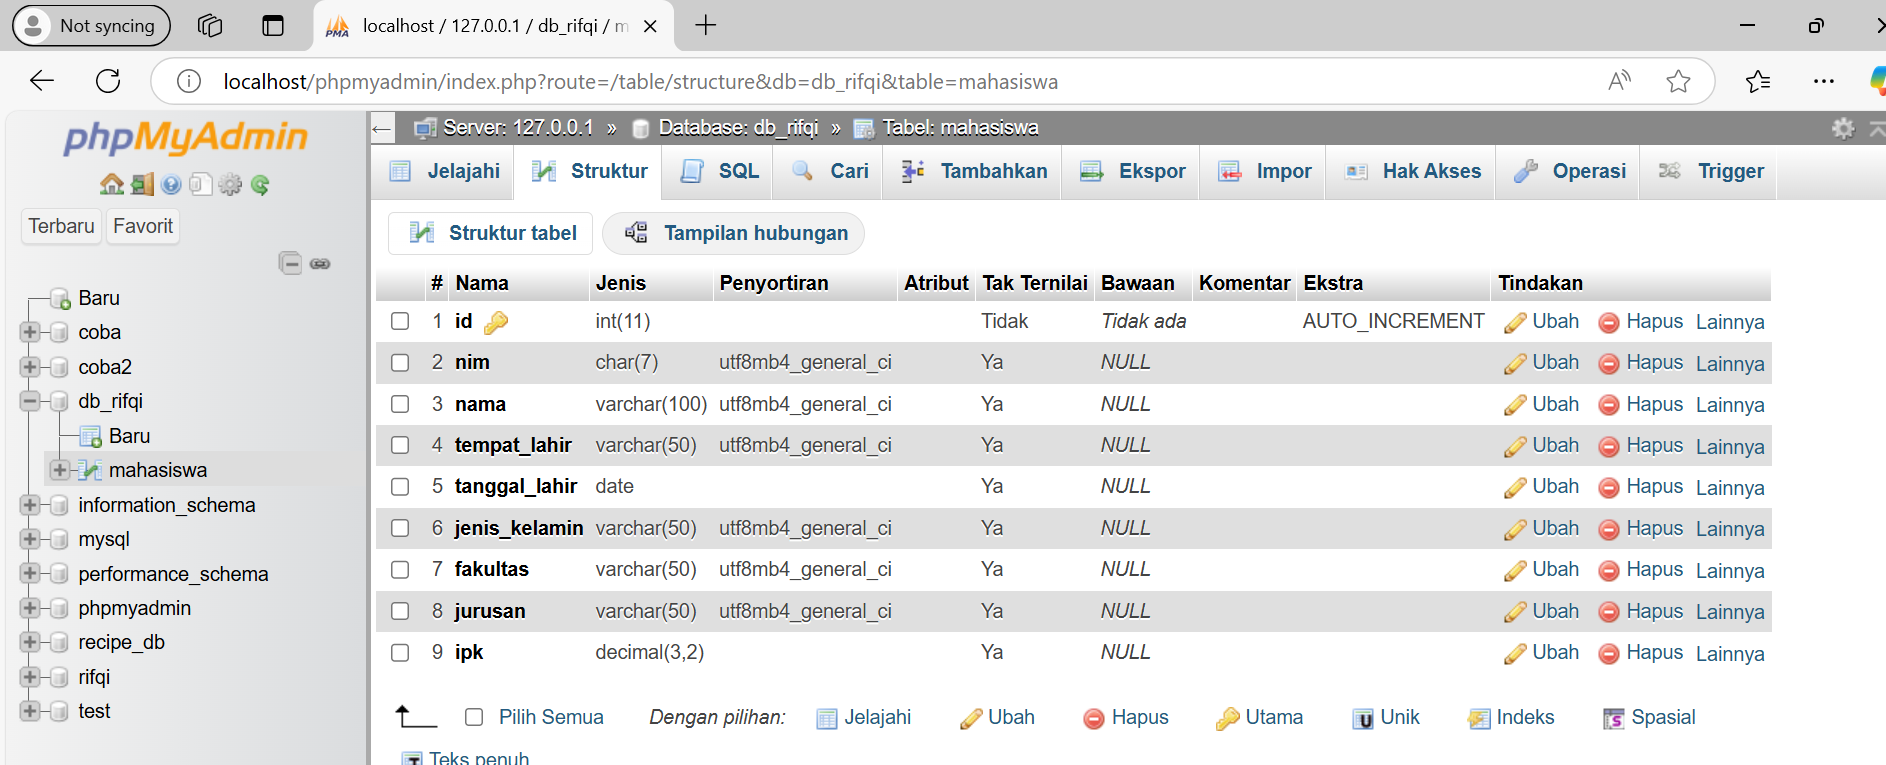 Not syncing
localhost / 127.0.0.1 / db_rifqi / m
localhost/phpmyadmin/index.php?route=/table/structure&db=db_rifqi&table=mahasiswa
phpMyAdmin
Terbaru Favorit
Baru
coba
coba2
db_rifqi
Baru
mahasiswa
information_schema
mysql
performance_schema
phpmyadmin
recipe_db
rifqi
test
Server: 127.0.0.1 » Database: db_rifqi » Tabel: mahasiswa
Jelajahi Struktur SQL Cari Tambahkan Ekspor Impor Hak Akses Operasi Trigger
Struktur tabel Tampilan hubungan
# Nama Jenis Penyortiran Atribut Tak Ternilai Bawaan Komentar Ekstra Tindakan
1 id int(11) Tidak Tidak ada AUTO_INCREMENT Ubah Hapus Lainnya
2 nim char(7) utf8mb4_general_ci Ya NULL Ubah Hapus Lainnya
3 nama varchar(100) utf8mb4_general_ci Ya NULL Ubah Hapus Lainnya
4 tempat_lahir varchar(50) utf8mb4_general_ci Ya NULL Ubah Hapus Lainnya
5 tanggal_lahir date Ya NULL Ubah Hapus Lainnya
6 jenis_kelamin varchar(50) utf8mb4_general_ci Ya NULL Ubah Hapus Lainnya
7 fakultas varchar(50) utf8mb4_general_ci Ya NULL Ubah Hapus Lainnya
8 jurusan varchar(50) utf8mb4_general_ci Ya NULL Ubah Hapus Lainnya
9 ipk decimal(3,2) Ya NULL Ubah Hapus Lainnya
Pilih Semua Dengan pilihan: Jelajahi Ubah Hapus Utama Unik Indeks Spasial
Teks penuh